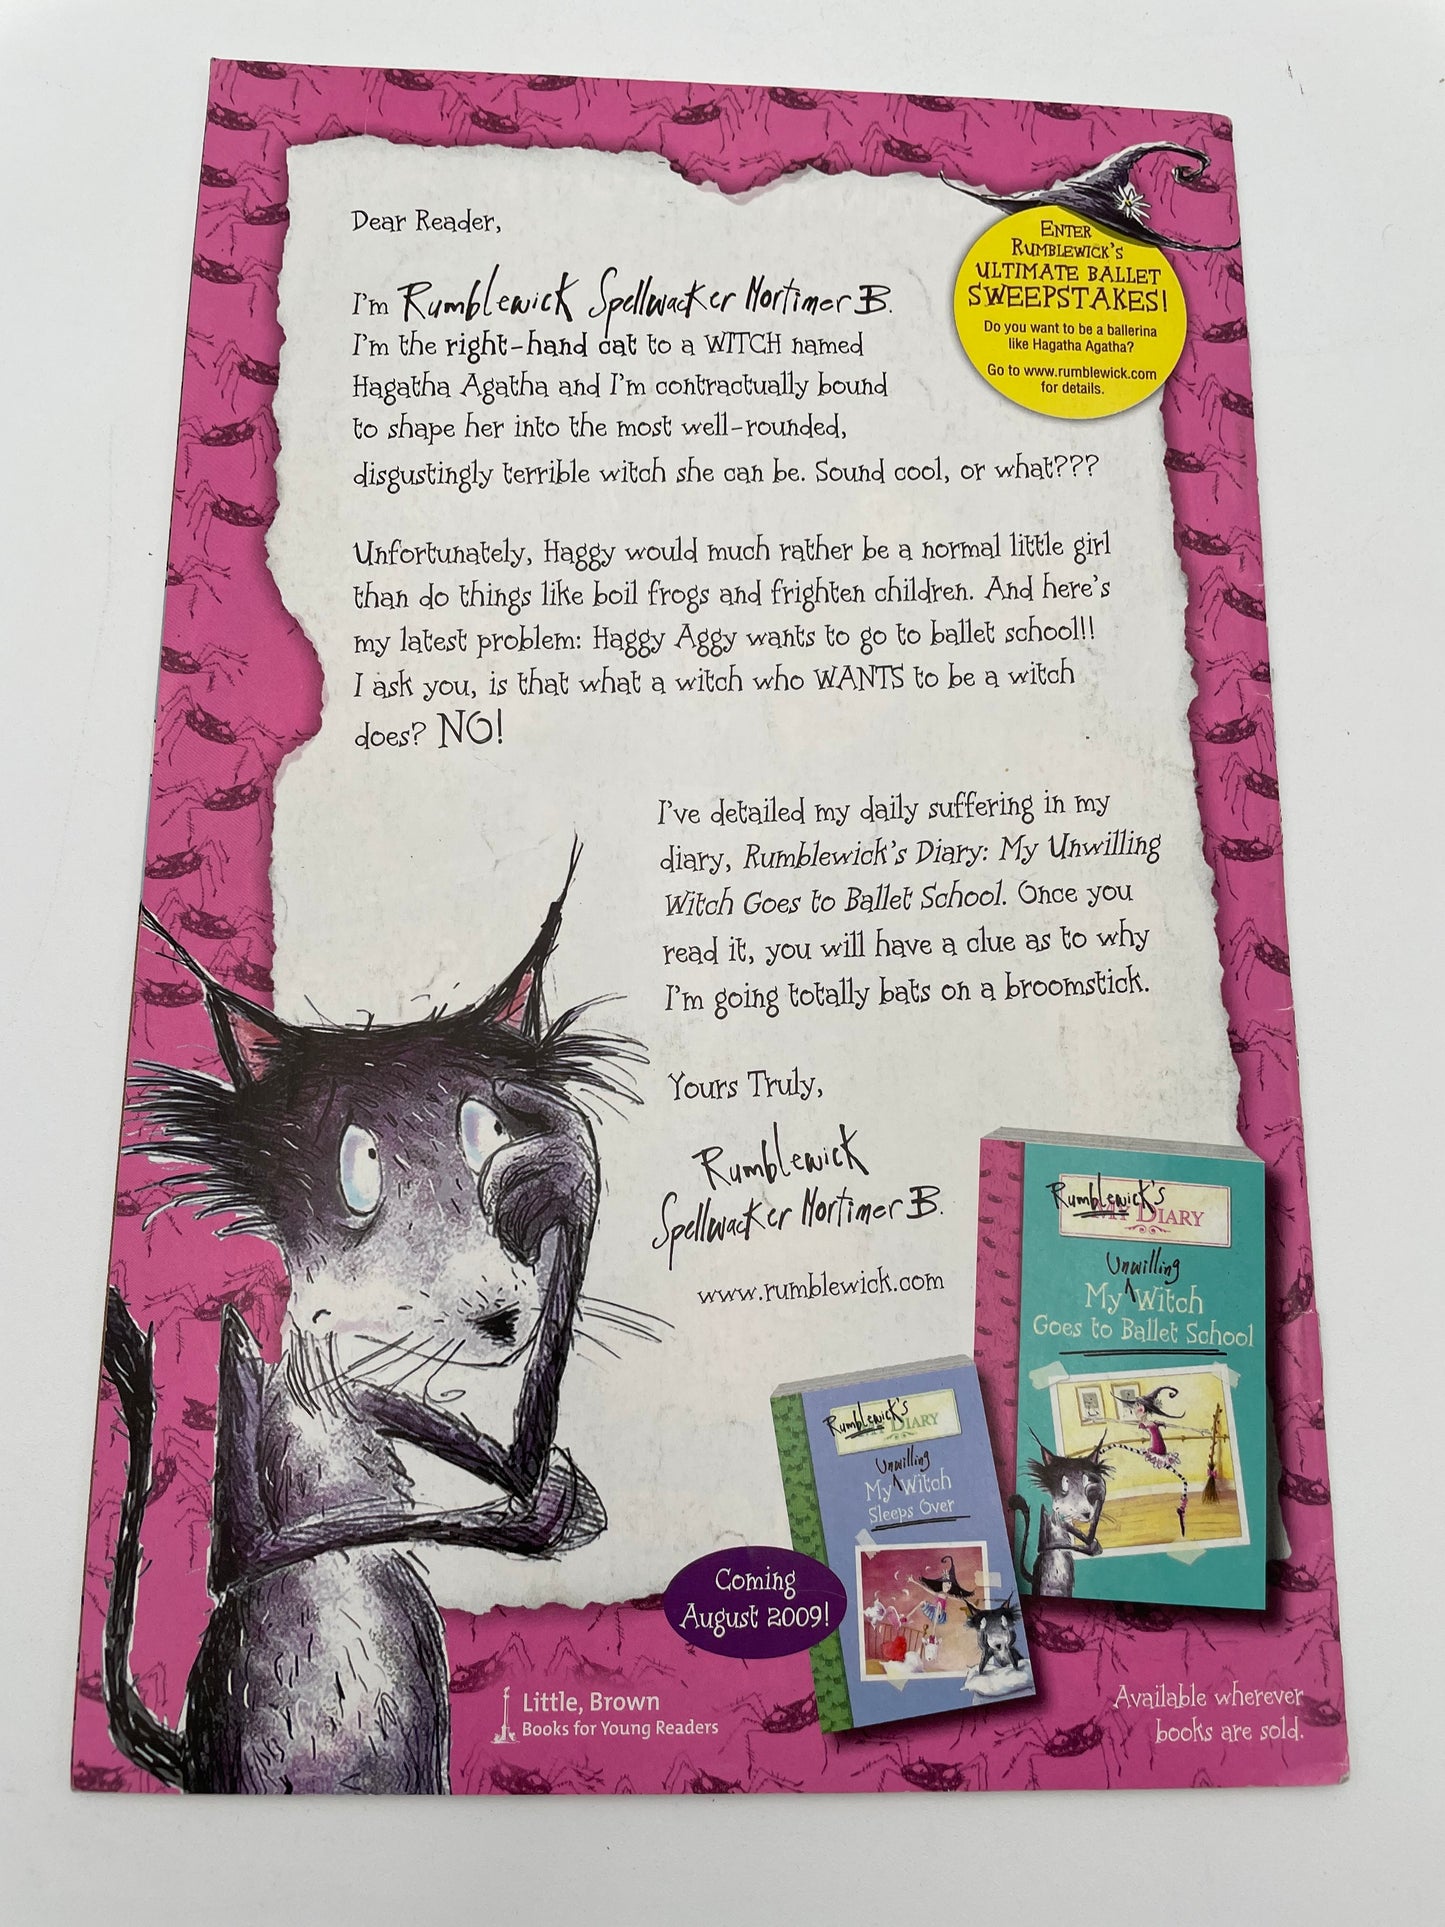 Dear Reader,
I'm Rumblewick Spellwacker Mortimer B.
I'm the right-hand cat to a WITCH named
Hagatha Agatha and I'm contractually bound
to shape her into the most well-rounded,
disgustingly terrible witch she can be. Sound cool, or what???
ENTER
RUMBLEWICK'S
ULTIMATE BALLET
SWEEPSTAKES!
Do you want to be a ballerina
like Hagatha Agatha?
Go to www.rumblewick.com
for details.
Unfortunately, Haggy would much rather be a normal little girl
than do things like boil frogs and frighten children. And here's
my latest problem: Haggy Aggy wants to go to ballet school!!
I ask you, is that what a witch who WANTS to be a witch
does? NO!
I've detailed my daily suffering in my
diary, Rumblewick's Diary: My Unwilling
Witch Goes to Ballet School. Once you
read it, you will have a clue as to why
I'm going totally bats on a broomstick.
Yours Truly,
Rumblewick
Spellwacker Mortimer B.
www.rumblewick.com
Rumblewick's
MY DIARY
Unwilling
My Witch
Goes to Ballet School
Rumblewick's
MY DIARY
Unwilling
My Witch
Sleeps Over
Coming
August 2009!
Little, Brown
Books for Young Readers
Available wherever
books are sold.